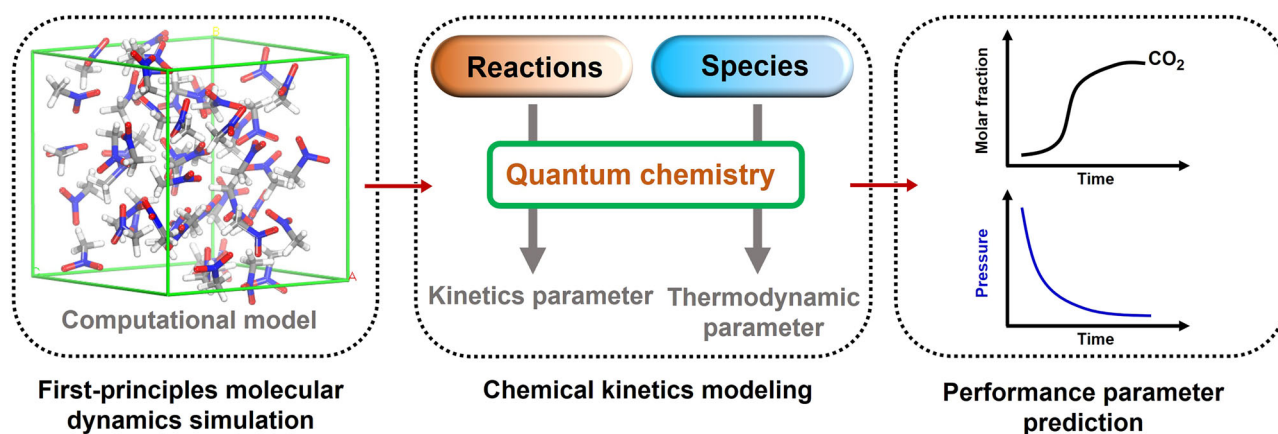 B
A
Computational model
First-principles molecular
dynamics simulation
Reactions
Species
Quantum chemistry
Kinetics parameter
Thermodynamic
parameter
Chemical kinetics modeling
Molar fraction
CO₂
Time
Pressure
Time
Performance parameter
prediction